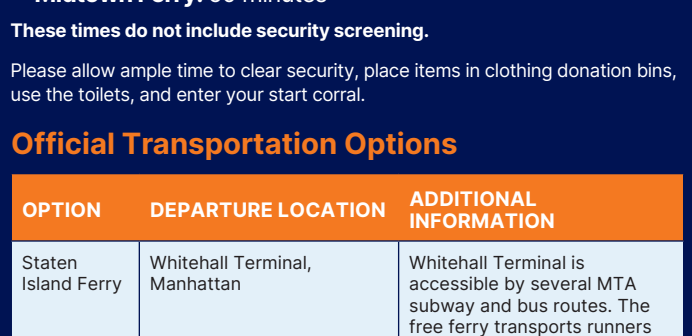 Midtown Ferry:
These times do not include security screening.
Please allow ample time to clear security, place items in clothing donation bins,
use the toilets, and enter your start corral.
Official Transportation Options
OPTION
DEPARTURE LOCATION
ADDITIONAL
INFORMATION
Staten
Island Ferry
Whitehall Terminal,
Manhattan
Whitehall Terminal is
accessible by several MTA
subway and bus routes. The
free ferry transports runners